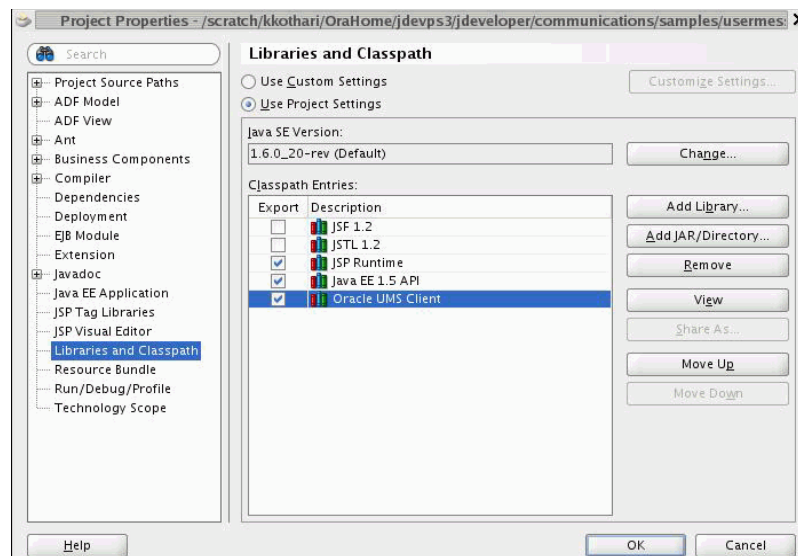 Project Properties - /scratch/kkothari/OraHome/jdevps3/jdeveloper/communications/samples/usermes
Search
Project Source Paths
ADF Model
ADF View
Ant
Business Components
Compiler
Dependencies
Deployment
EJB Module
Extension
Javadoc
Java EE Application
JSP Tag Libraries
JSP Visual Editor
Libraries and Classpath
Resource Bundle
Run/Debug/Profile
Technology Scope
Libraries and Classpath
Use Custom Settings
Customize Settings...
Use Project Settings
Java SE Version:
1.6.0_20-rev (Default)
Change...
Classpath Entries:
Export Description
JSF 1.2
JSTL 1.2
JSP Runtime
Java EE 1.5 API
Oracle UMS Client
Add Library...
Add JAR/Directory...
Remove
View
Share As...
Move Up
Move Down
Help
OK
Cancel